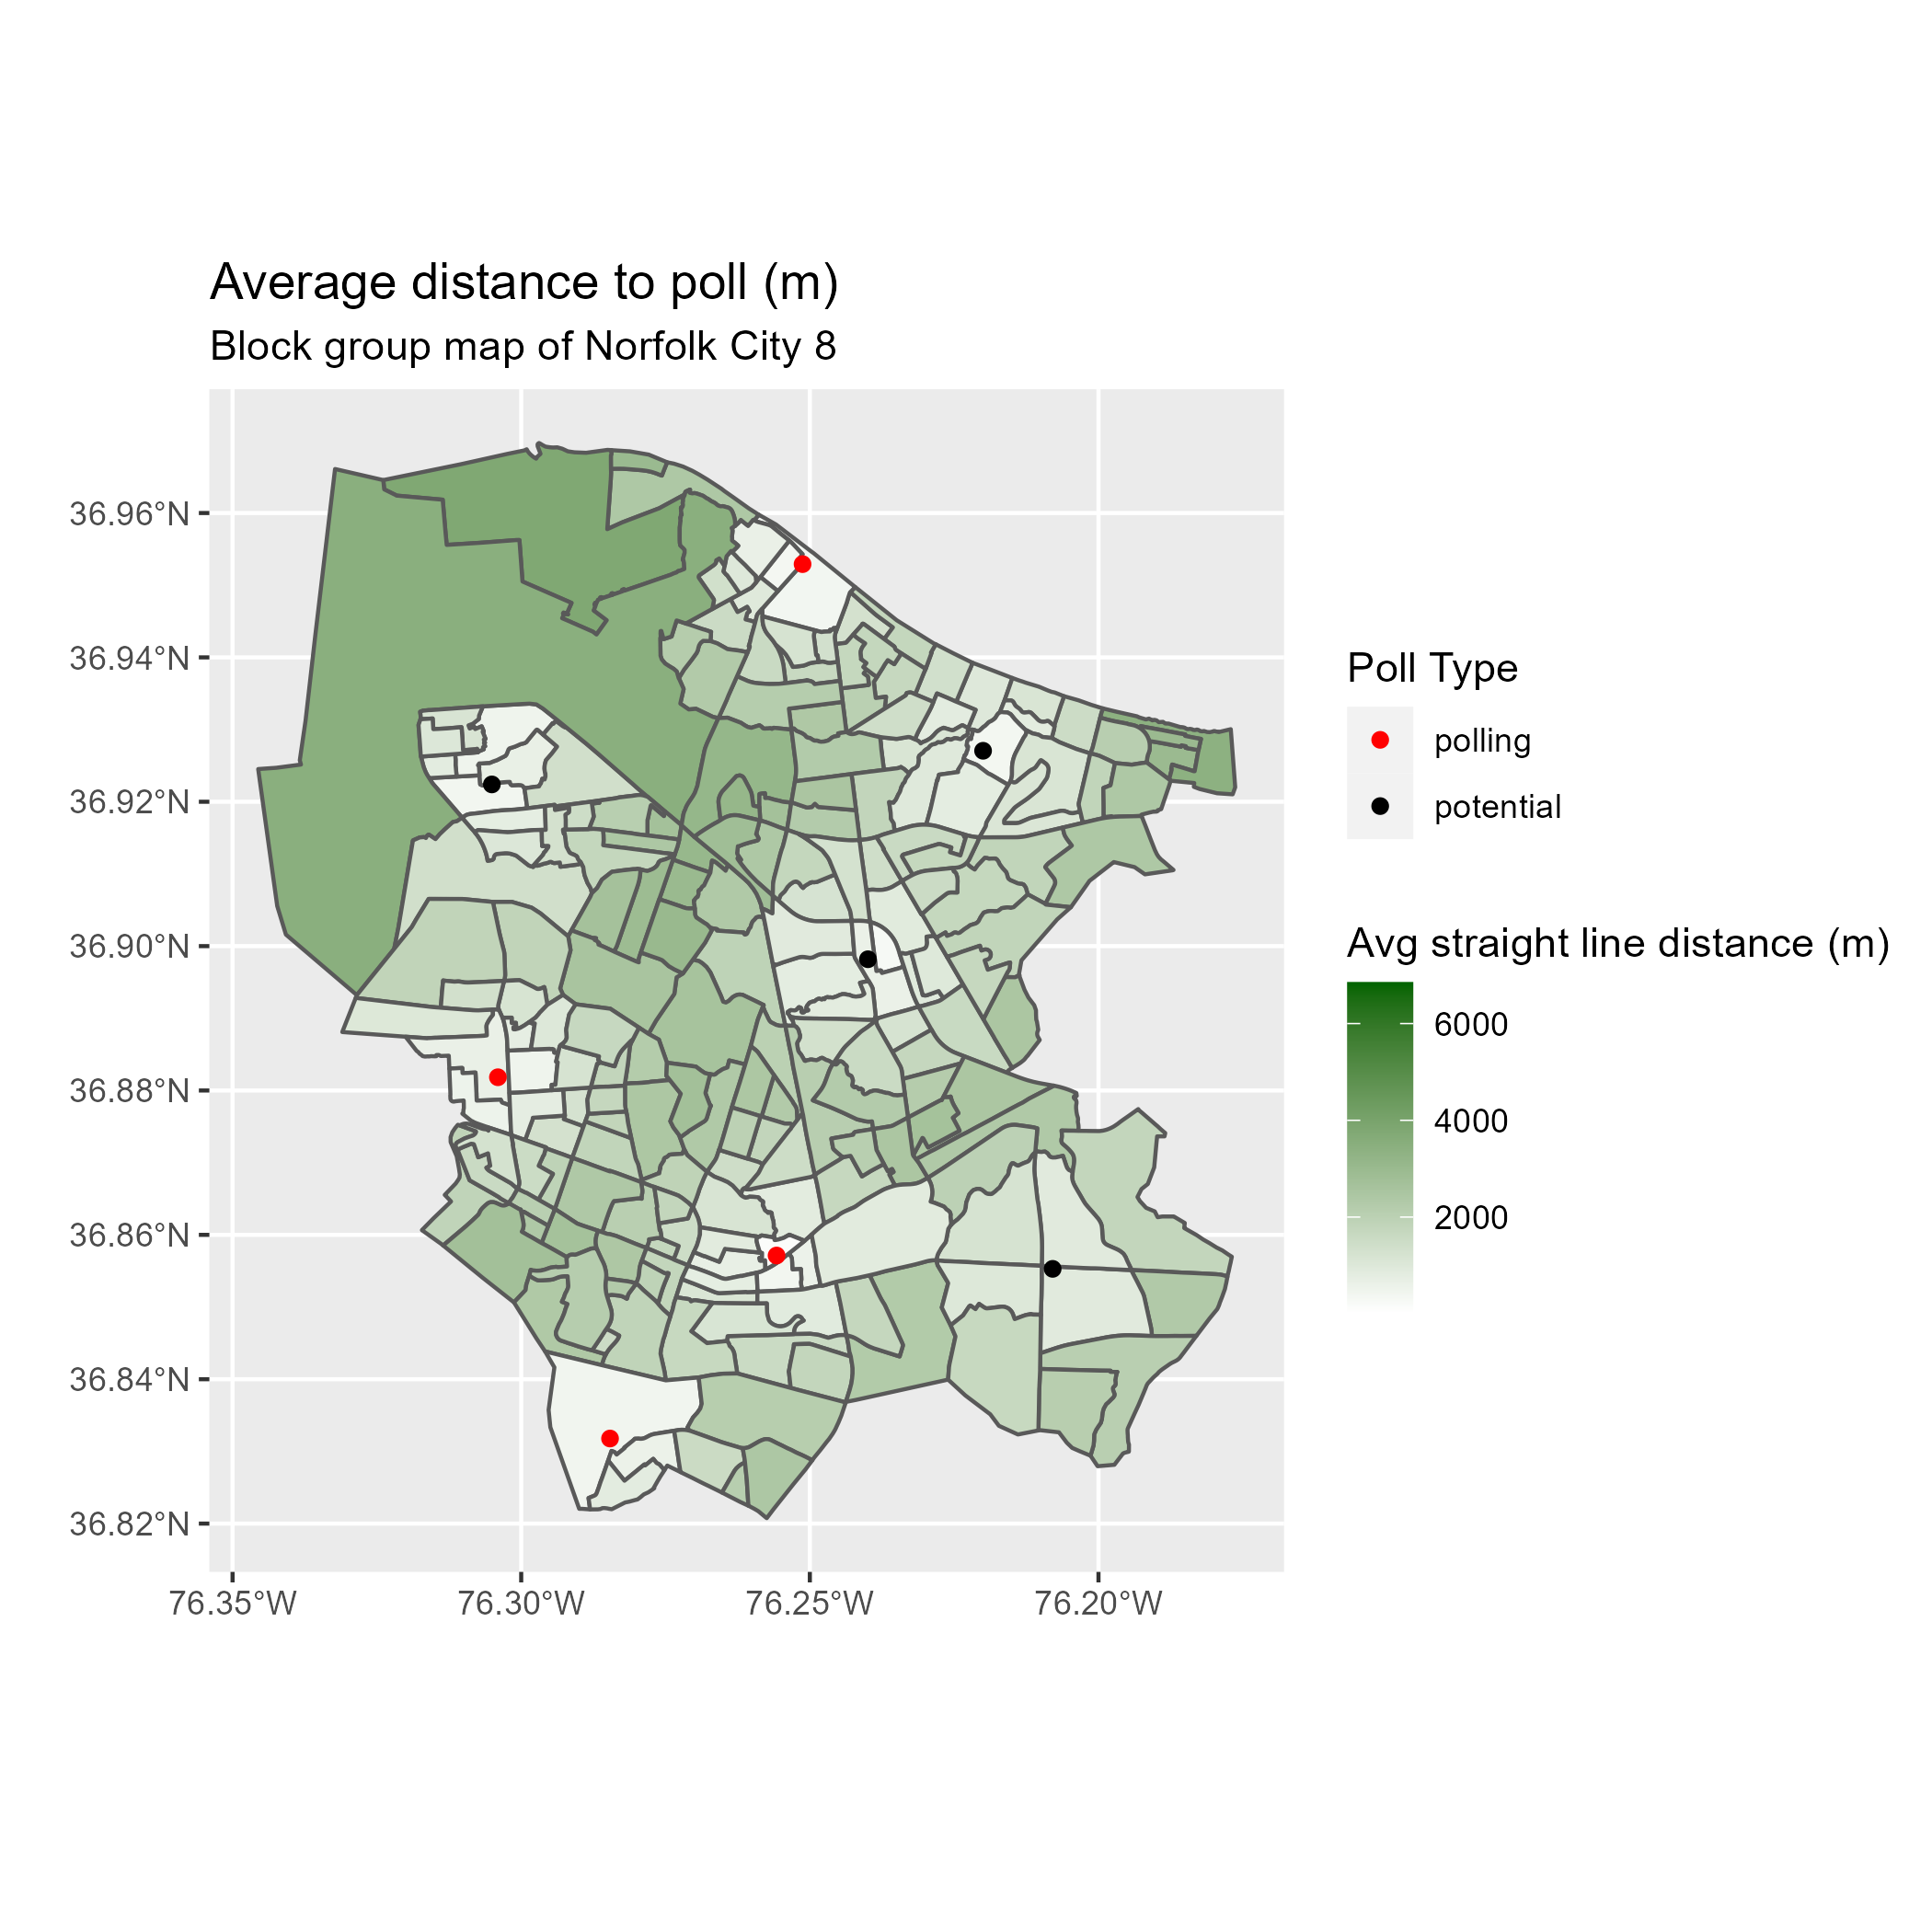 Average distance to poll (m)
Block group map of Norfolk City 8
36.96°N
36.94°N
36.92°N
36.90°N
36.88°N
36.86°N
36.84°N
36.82°N
76.35°W
76.30°W
76.25°W
76.20°W
Poll Type
polling
potential
Avg straight line distance (m)
6000
4000
2000